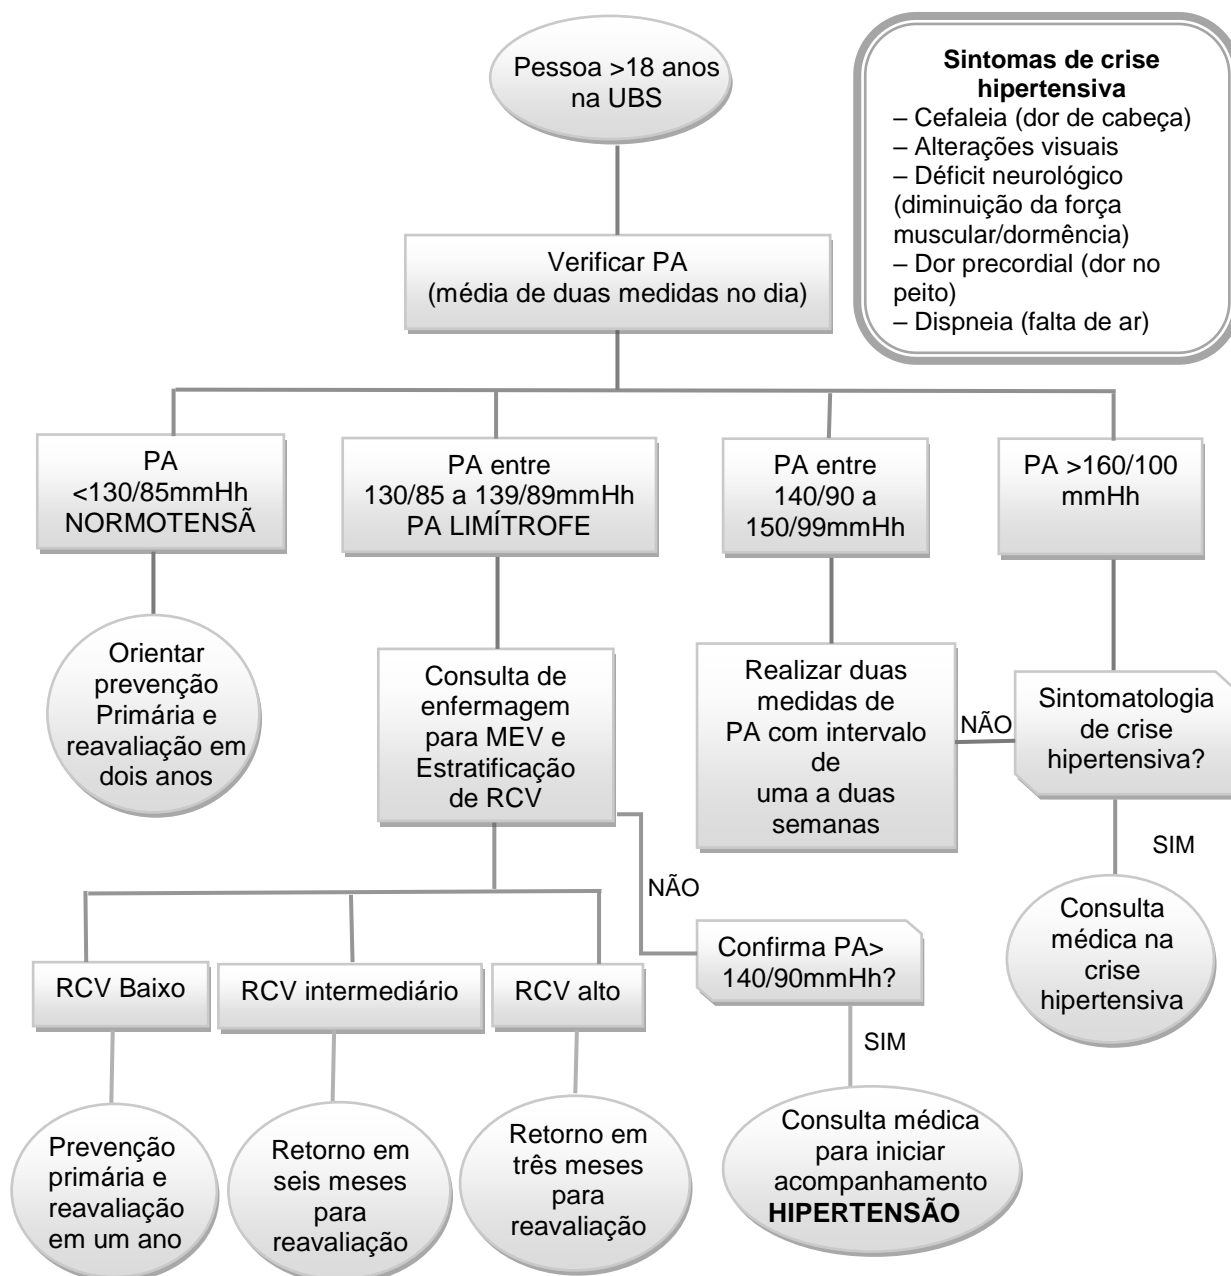 Pessoa >18 anos
na UBS
Sintomas de crise
hipertensiva
– Cefaleia (dor de cabeça)
– Alterações visuais
– Déficit neurológico
(diminuição da força
muscular/dormência)
– Dor precordial (dor no
peito)
– Dispneia (falta de ar)
Verificar PA
(média de duas medidas no dia)
PA
<130/85mmHh
NORMOTENSÃ
PA entre
130/85 a 139/89mmHh
PA LIMÍTROFE
PA entre
140/90 a
150/99mmHh
PA >160/100
mmHh
Orientar
prevenção
Primária e
reavaliação em
dois anos
Consulta de
enfermagem
para MEV e
Estratificação
de RCV
Realizar duas
medidas de
PA com intervalo
de
uma a duas
semanas
NÃO
Sintomatologia
de crise
hipertensiva?
SIM
Consulta
médica na
crise
hipertensiva
NÃO
Confirma PA>
140/90mmHh?
SIM
Consulta médica
para iniciar
acompanhamento
HIPERTENSÃO
RCV Baixo
RCV intermediário
RCV alto
Prevenção
primária e
reavaliação
em um ano
Retorno em
seis meses
para
reavaliação
Retorno em
três meses
para
reavaliação